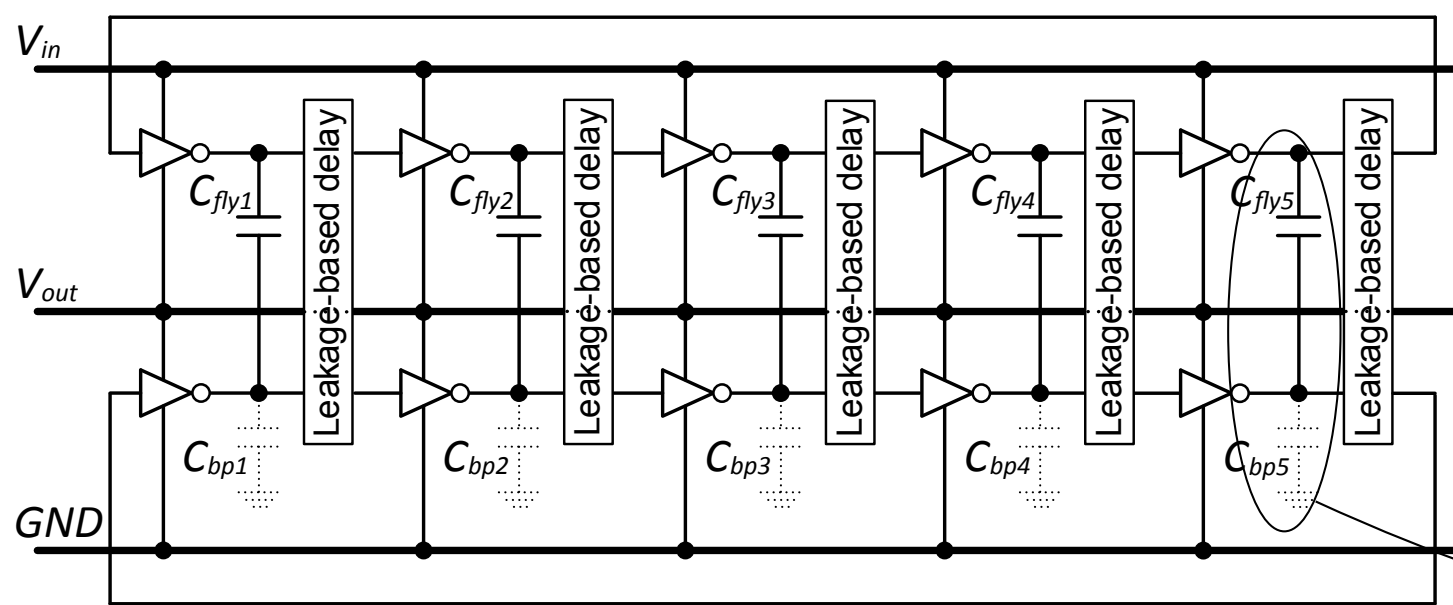 V_in
C_fly1
Leakage-based delay
C_fly2
Leakage-based delay
C_fly3
Leakage-based delay
C_fly4
Leakage-based delay
C_fly5
Leakage-based delay
V_out
C_bp1
C_bp2
C_bp3
C_bp4
C_bp5
GND